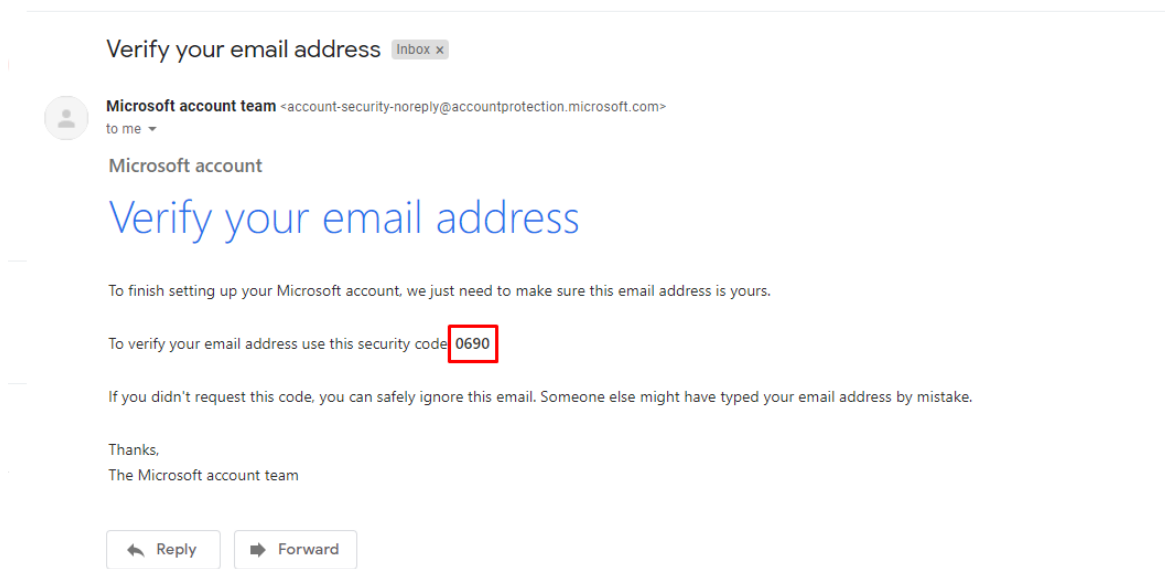 Verify your email address Inbox x
Microsoft account team <account-security-noreply@accountprotection.microsoft.com>
to me
Microsoft account
Verify your email address
To finish setting up your Microsoft account, we just need to make sure this email address is yours.
To verify your email address use this security code 0690
If you didn't request this code, you can safely ignore this email. Someone else might have typed your email address by mistake.
Thanks,
The Microsoft account team
Reply Forward